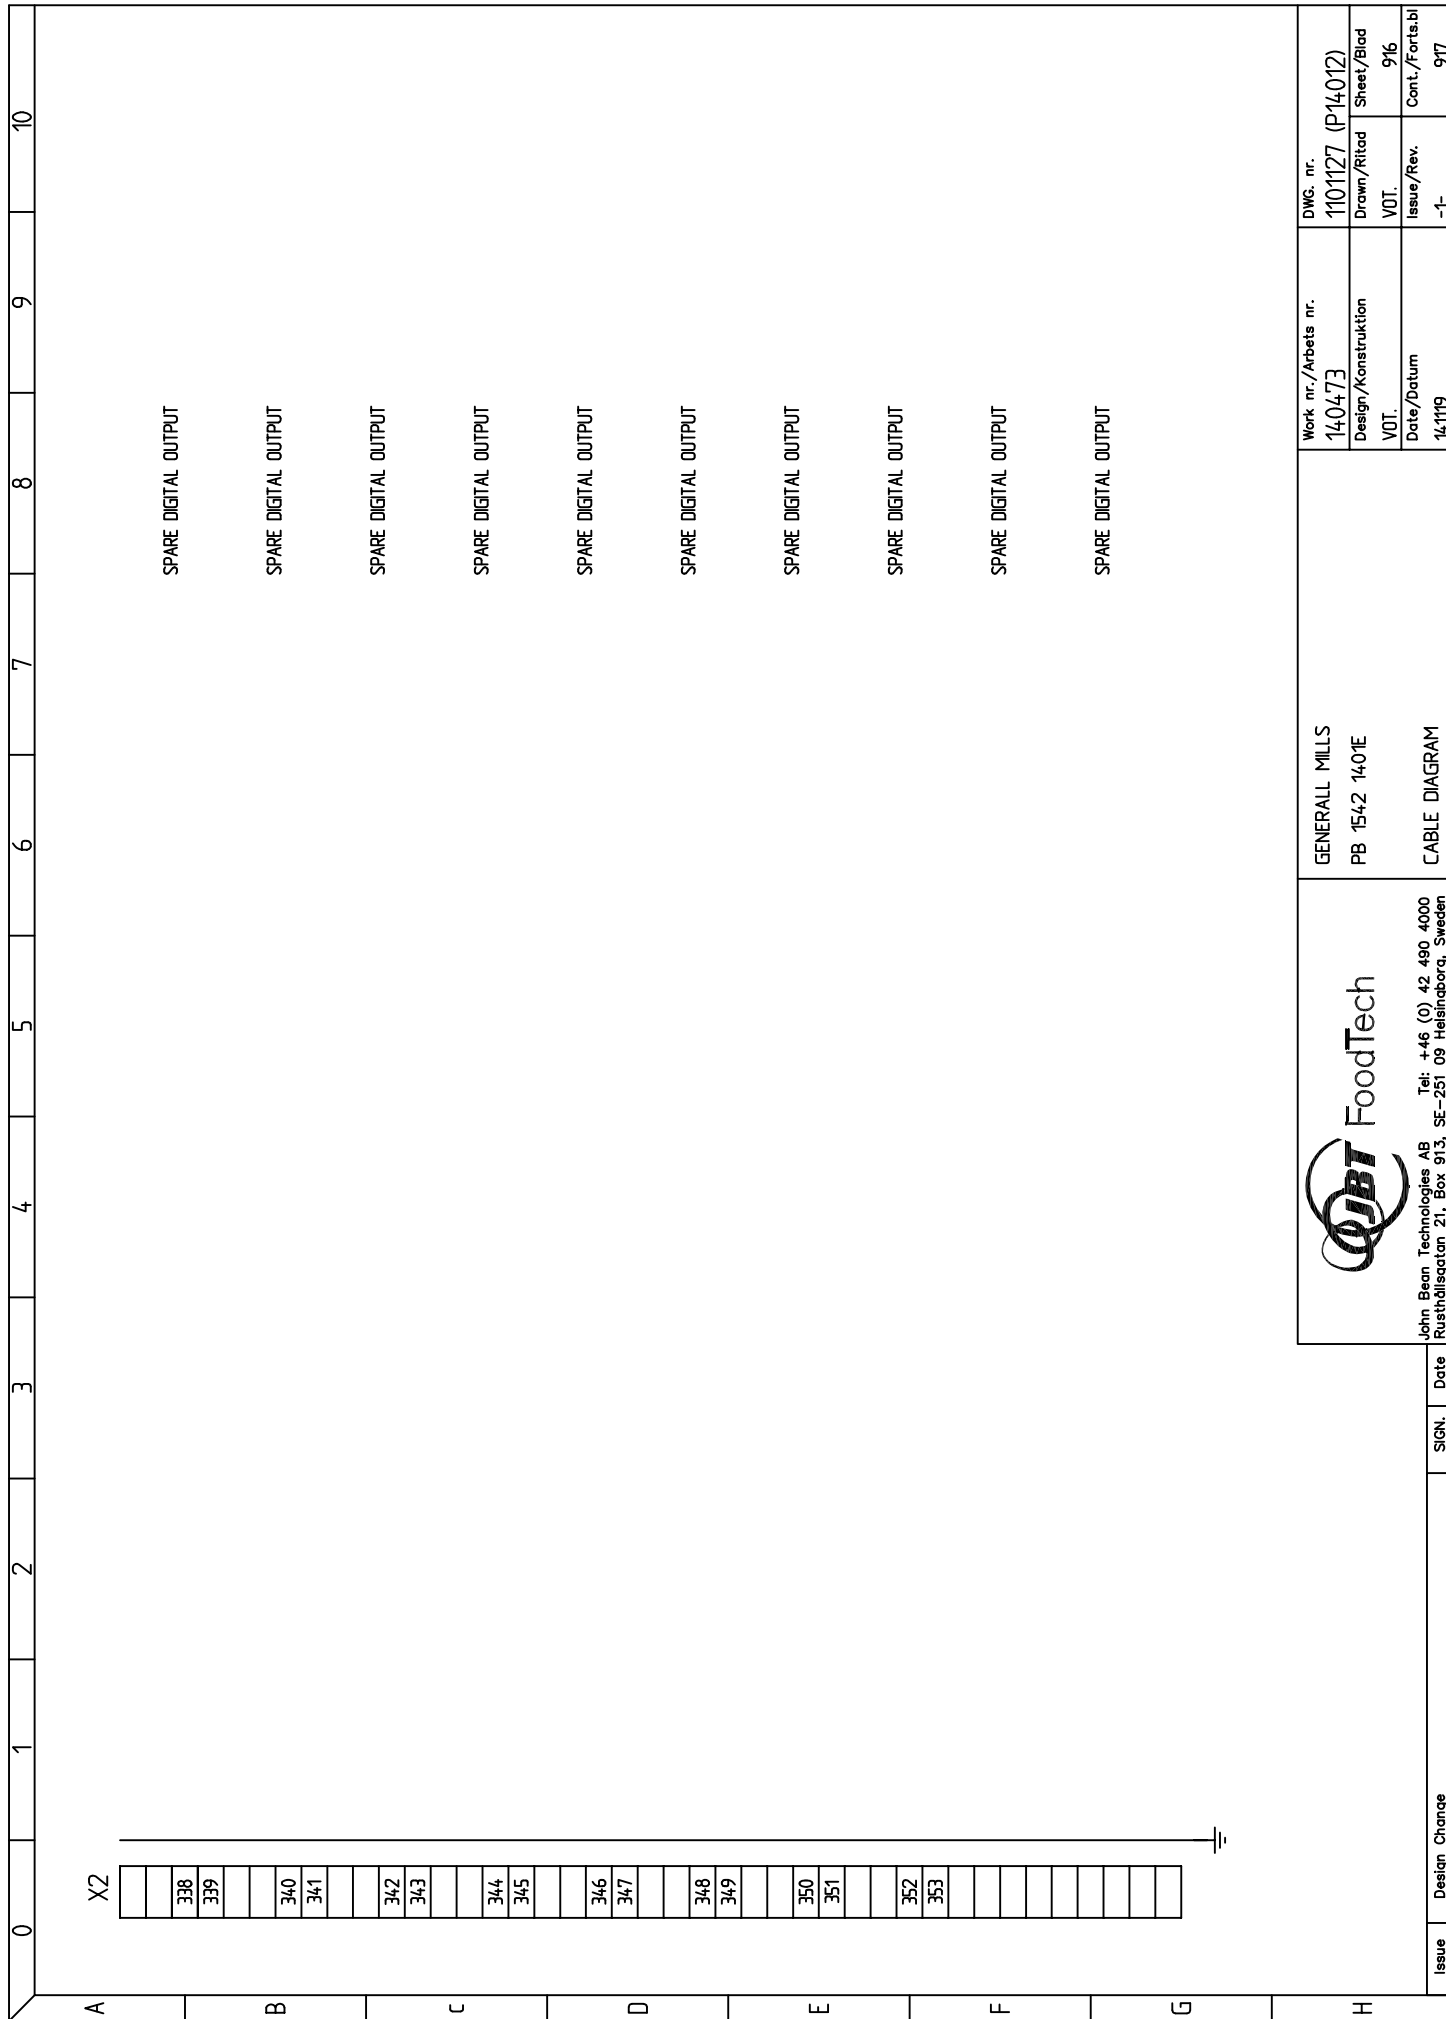 0 1 2 3 4 5 6 7 8 9 10
A
B
C
D
E
F
G
H
X2
338
339
340
341
342
343
344
345
346
347
348
349
350
351
352
353
SPARE DIGITAL OUTPUT
SPARE DIGITAL OUTPUT
SPARE DIGITAL OUTPUT
SPARE DIGITAL OUTPUT
SPARE DIGITAL OUTPUT
SPARE DIGITAL OUTPUT
SPARE DIGITAL OUTPUT
SPARE DIGITAL OUTPUT
SPARE DIGITAL OUTPUT
SPARE DIGITAL OUTPUT
Issue Design Change SIGN. Date
JBT FoodTech
John Bean Technologies AB Tel: +46 (0) 42 490 4000
Rusthållsgatan 21, Box 913, SE-251 09 Helsingborg, Sweden
GENERALL MILLS
PB 1542 1401E
CABLE DIAGRAM
Work nr./Arbets nr. DWG. nr.
140473 1101127 (P14012)
Design/Konstruktion Drawn/Ritad Sheet/Blad
VOT. VOT. 916
Date/Datum Issue/Rev. Cont./Forts.bl
141119 -1- 917